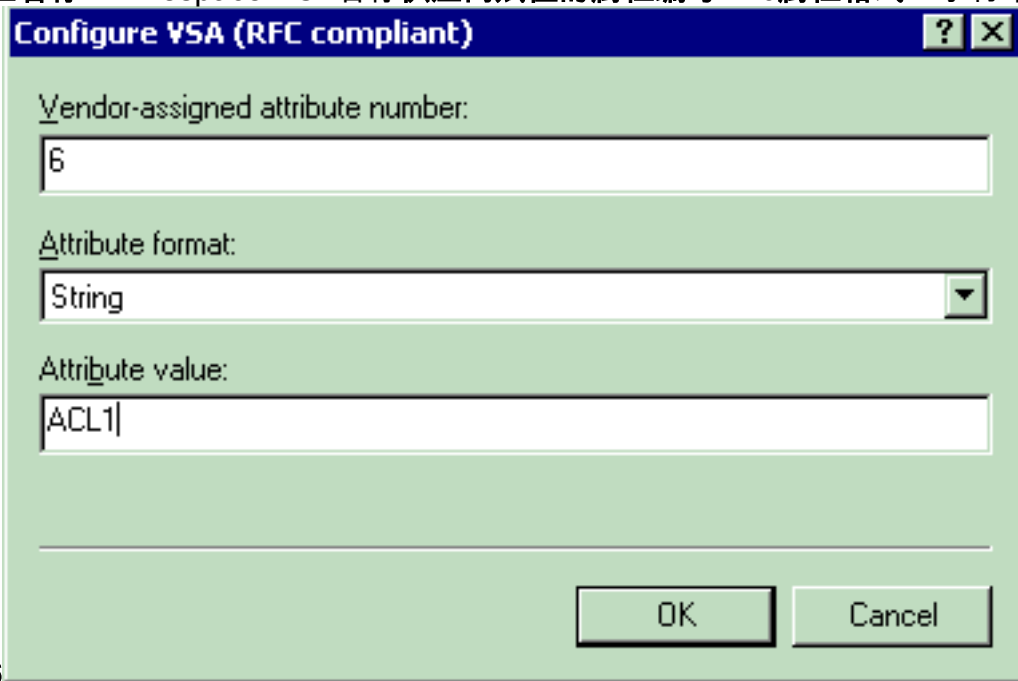 Configure VSA (RFC compliant)
Vendor-assigned attribute number:
6
Attribute format:
String
Attribute value:
ACL1
OK
Cancel